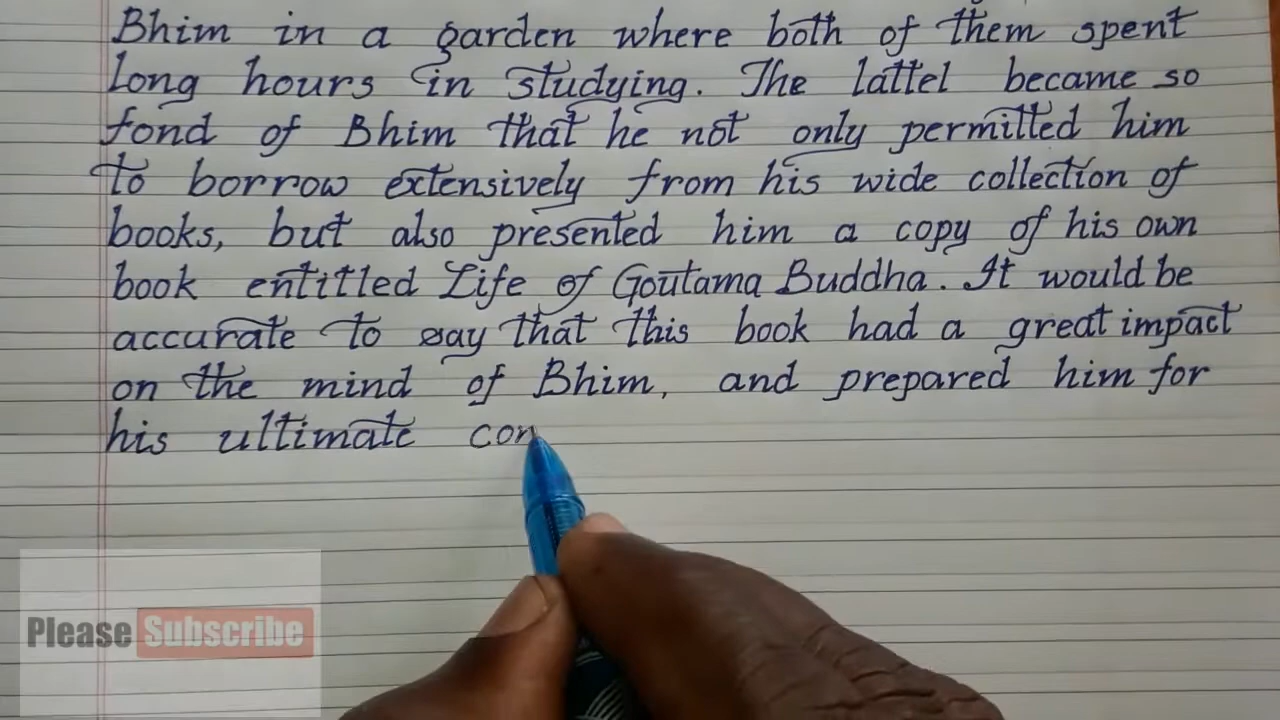 Bhim in a garden where both of them spent
long hours in studying. The lattel became so
fond of Bhim that he not only permitted him
to borrow extensively from his wide collection of
books, but also presented him a copy of his own
book entitled Life of Goutama Buddha. It would be
accurate to say that this book had a great impact
on the mind of Bhim, and prepared him for
his ultimate con
Please Subscribe